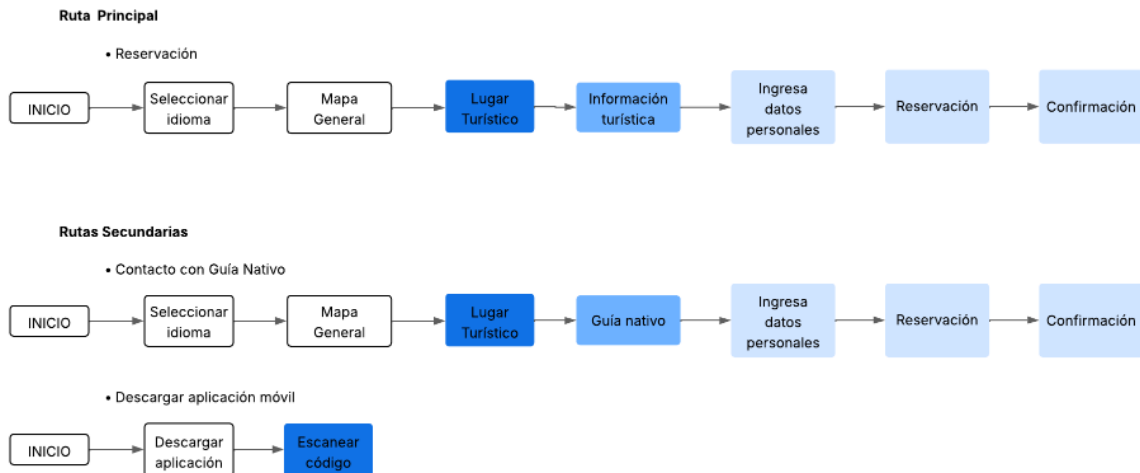 Ruta Principal
• Reservación
INICIO
Seleccionar
idioma
Mapa
General
Lugar
Turístico
Información
turística
Ingresa
datos
personales
Reservación
Confirmación
Rutas Secundarias
• Contacto con Guía Nativo
INICIO
Seleccionar
idioma
Mapa
General
Lugar
Turístico
Guía nativo
Ingresa
datos
personales
Reservación
Confirmación
• Descargar aplicación móvil
INICIO
Descargar
aplicación
Escanear
código